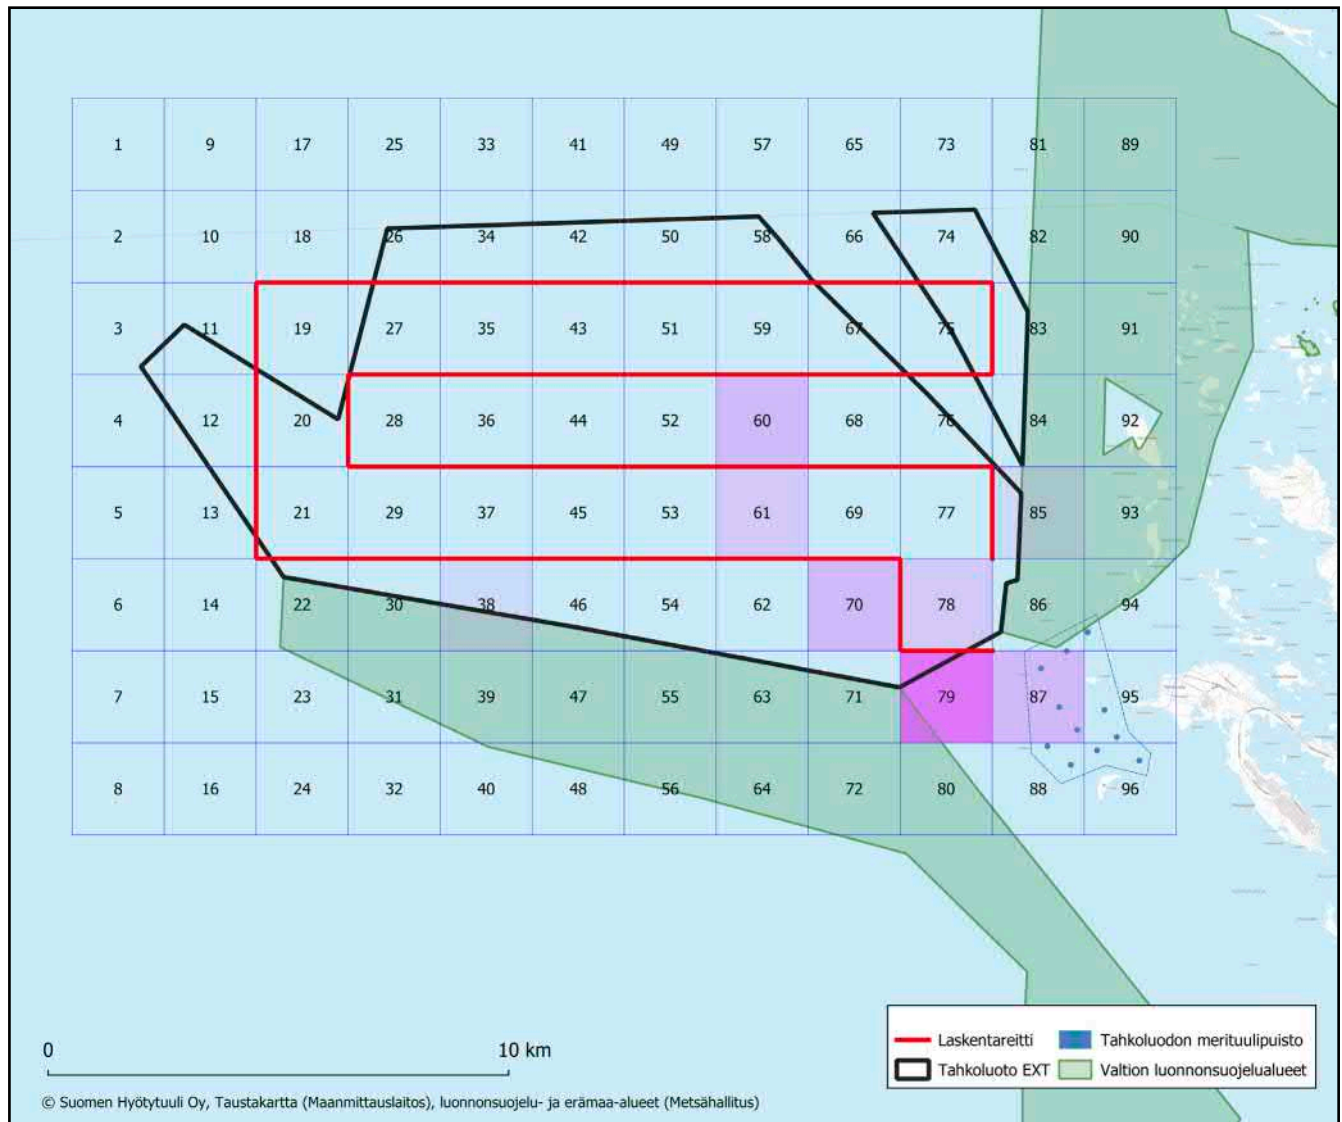 1 9 17 25 33 41 49 57 65 73 81 89
2 10 18 26 34 42 50 58 66 74 82 90
3 11 19 27 35 43 51 59 67 75 83 91
4 12 20 28 36 44 52 60 68 76 84 92
5 13 21 29 37 45 53 61 69 77 85 93
6 14 22 30 38 46 54 62 70 78 86 94
7 15 23 31 39 47 55 63 71 79 87 95
8 16 24 32 40 48 56 64 72 80 88 96
0 10 km
Laskentareitti Tahkoluodon merituulipuisto
Tahkoluoto EXT Valtion luonnonsuojelualueet
© Suomen Hyötytuuli Oy, Taustakartta (Maanmittauslaitos), luonnonsuojelu- ja erämaa-alueet (Metsähallitus)